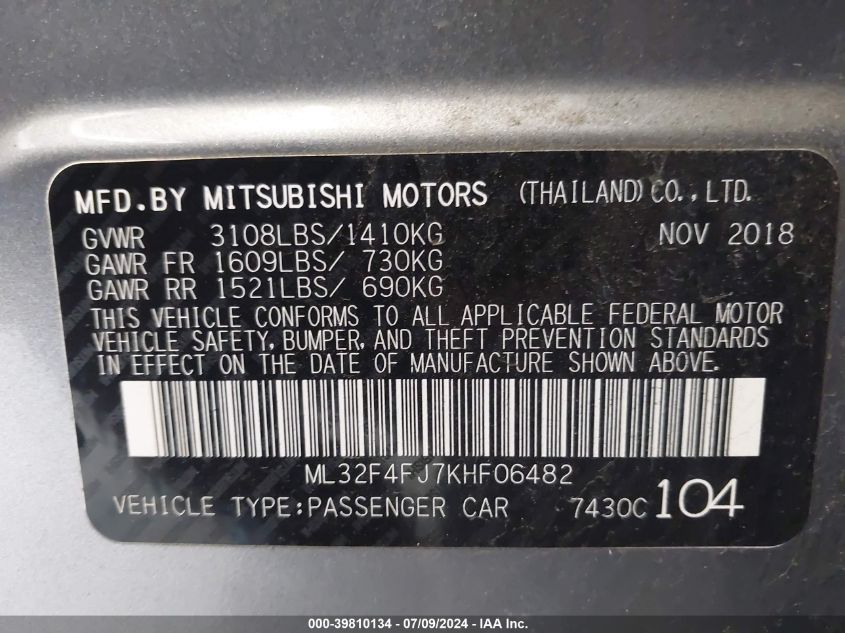 MFD.BY MITSUBISHI MOTORS (THAILAND) CO., LTD.
GVWR 3108LBS/1410KG NOV 2018
GAWR FR 1609LBS/ 730KG
GAWR RR 1521LBS/ 690KG
THIS VEHICLE CONFORMS TO ALL APPLICABLE FEDERAL MOTOR
VEHICLE SAFETY, BUMPER, AND THEFT PREVENTION STANDARDS
IN EFFECT ON THE DATE OF MANUFACTURE SHOWN ABOVE.
ML32F4FJ7KHF06482
VEHICLE TYPE:PASSENGER CAR 7430C 104
000-39810134 - 07/09/2024 - IAA, Inc.